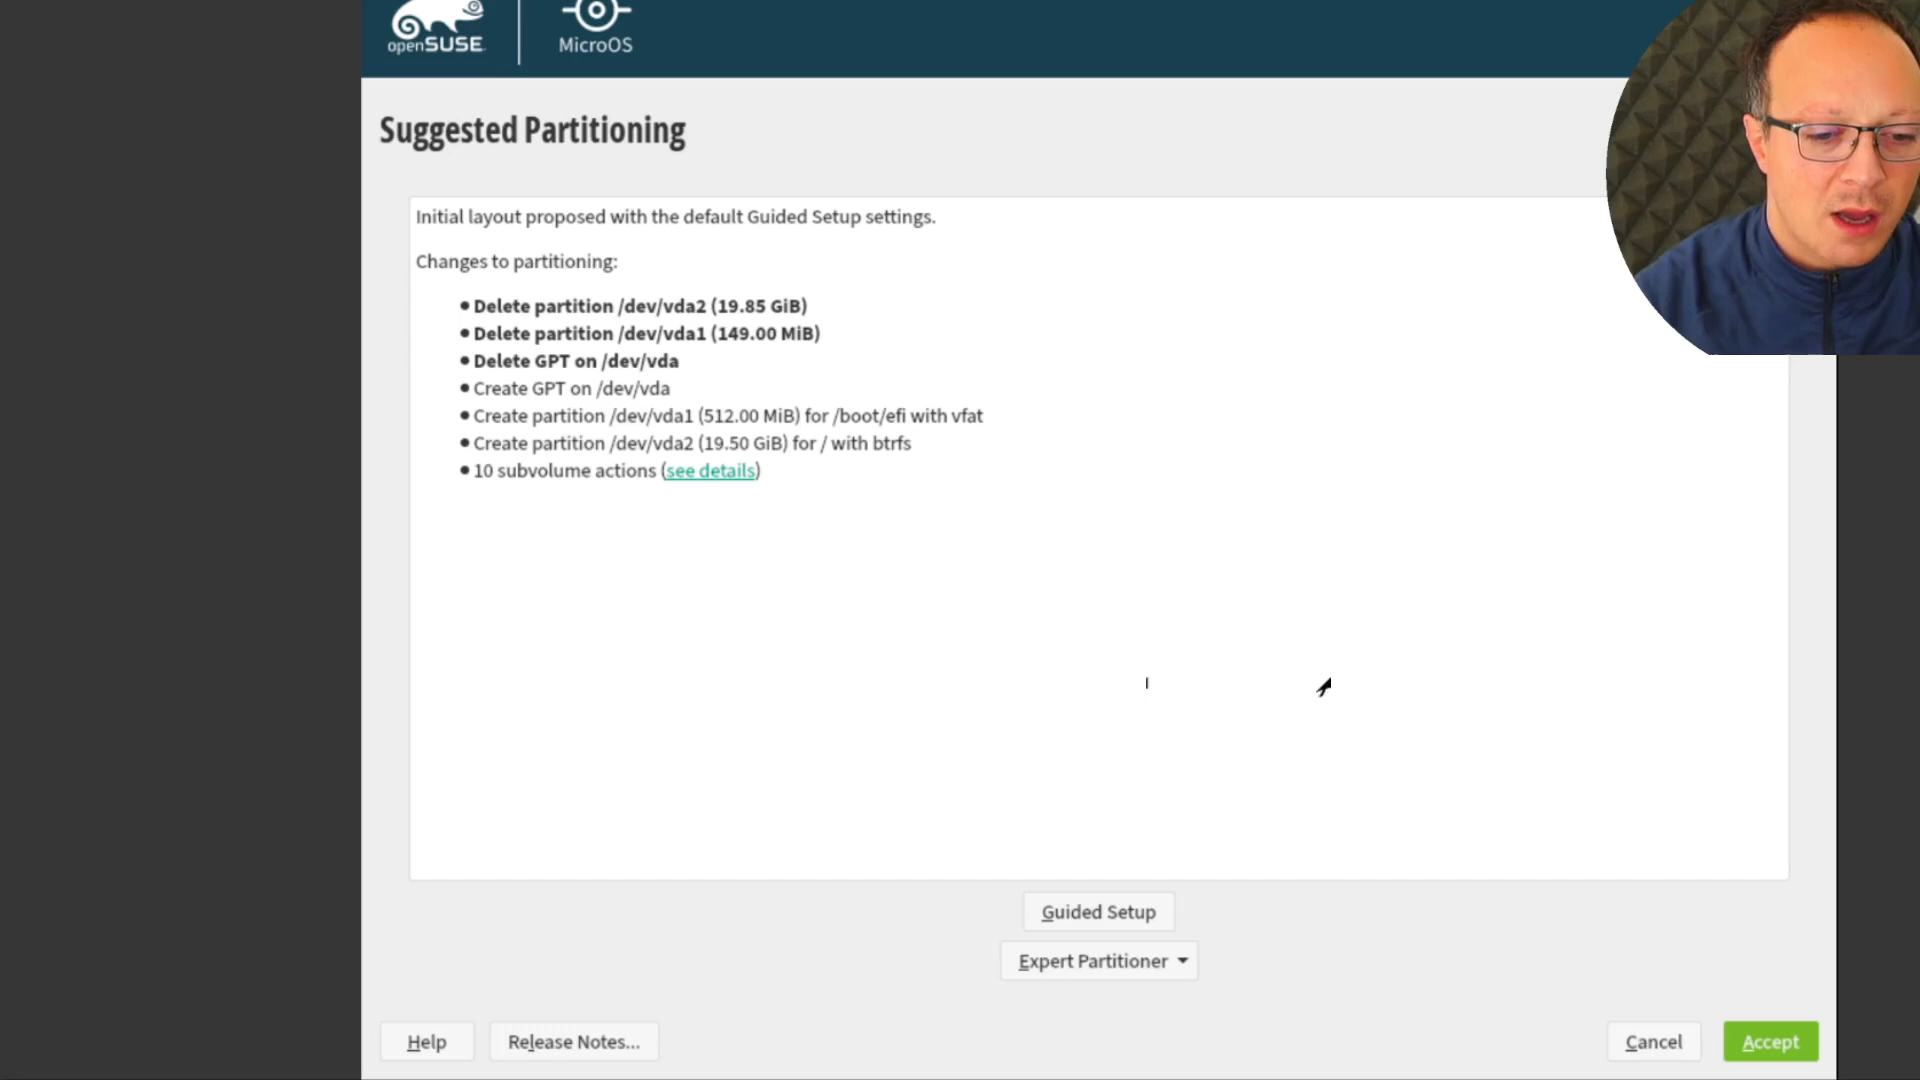 openSUSE
MicroOS
Suggested Partitioning
Initial layout proposed with the default Guided Setup settings.
Changes to partitioning:
● Delete partition /dev/vda2 (19.85 GiB)
● Delete partition /dev/vda1 (149.00 MiB)
● Delete GPT on /dev/vda
● Create GPT on /dev/vda
● Create partition /dev/vda1 (512.00 MiB) for /boot/efi with vfat
● Create partition /dev/vda2 (19.50 GiB) for / with btrfs
● 10 subvolume actions (see details)
Guided Setup
Expert Partitioner
Help
Release Notes...
Cancel
Accept